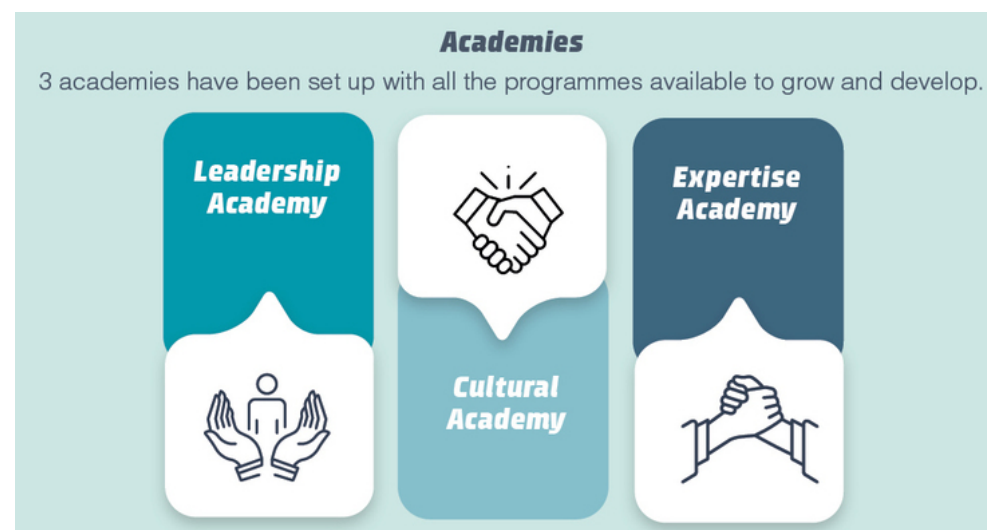 Academies
3 academies have been set up with all the programmes available to grow and develop.
Leadership
Academy
Cultural
Academy
Expertise
Academy